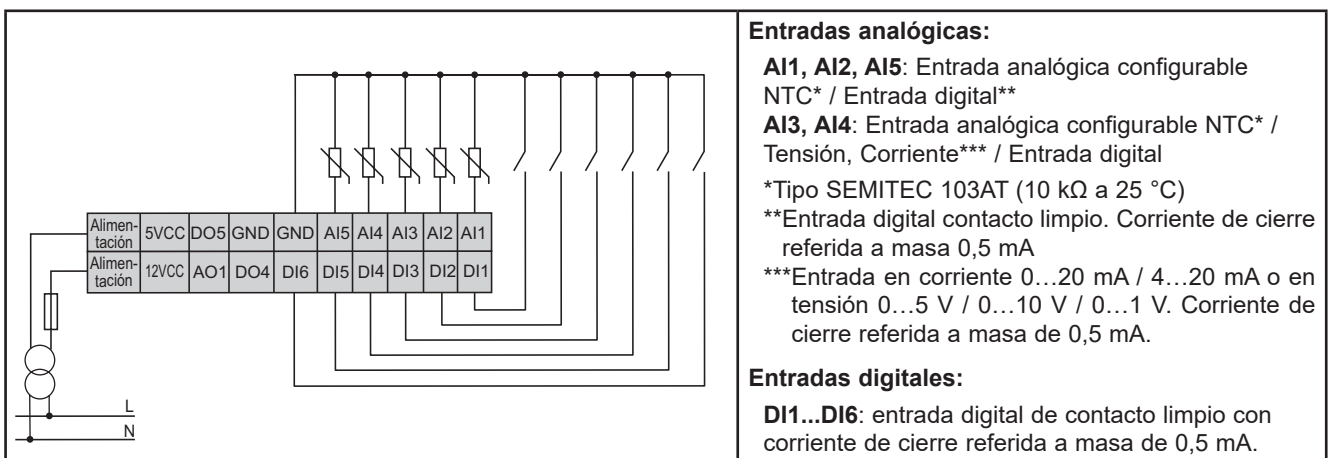 Alimen-
tación
5VCC DO5 GND GND AI5 AI4 AI3 AI2 AI1
Alimen-
tación
12VCC AO1 DO4 DI6 DI5 DI4 DI3 DI2 DI1
L
N
Entradas analógicas:
AI1, AI2, AI5: Entrada analógica configurable
NTC* / Entrada digital**
AI3, AI4: Entrada analógica configurable NTC* /
Tensión, Corriente*** / Entrada digital
*Tipo SEMITEC 103AT (10 kΩ a 25 °C)
**Entrada digital contacto limpio. Corriente de cierre
referida a masa 0,5 mA
***Entrada en corriente 0…20 mA / 4…20 mA o en
tensión 0…5 V / 0…10 V / 0…1 V. Corriente de
cierre referida a masa de 0,5 mA.
Entradas digitales:
DI1...DI6: entrada digital de contacto limpio con
corriente de cierre referida a masa de 0,5 mA.